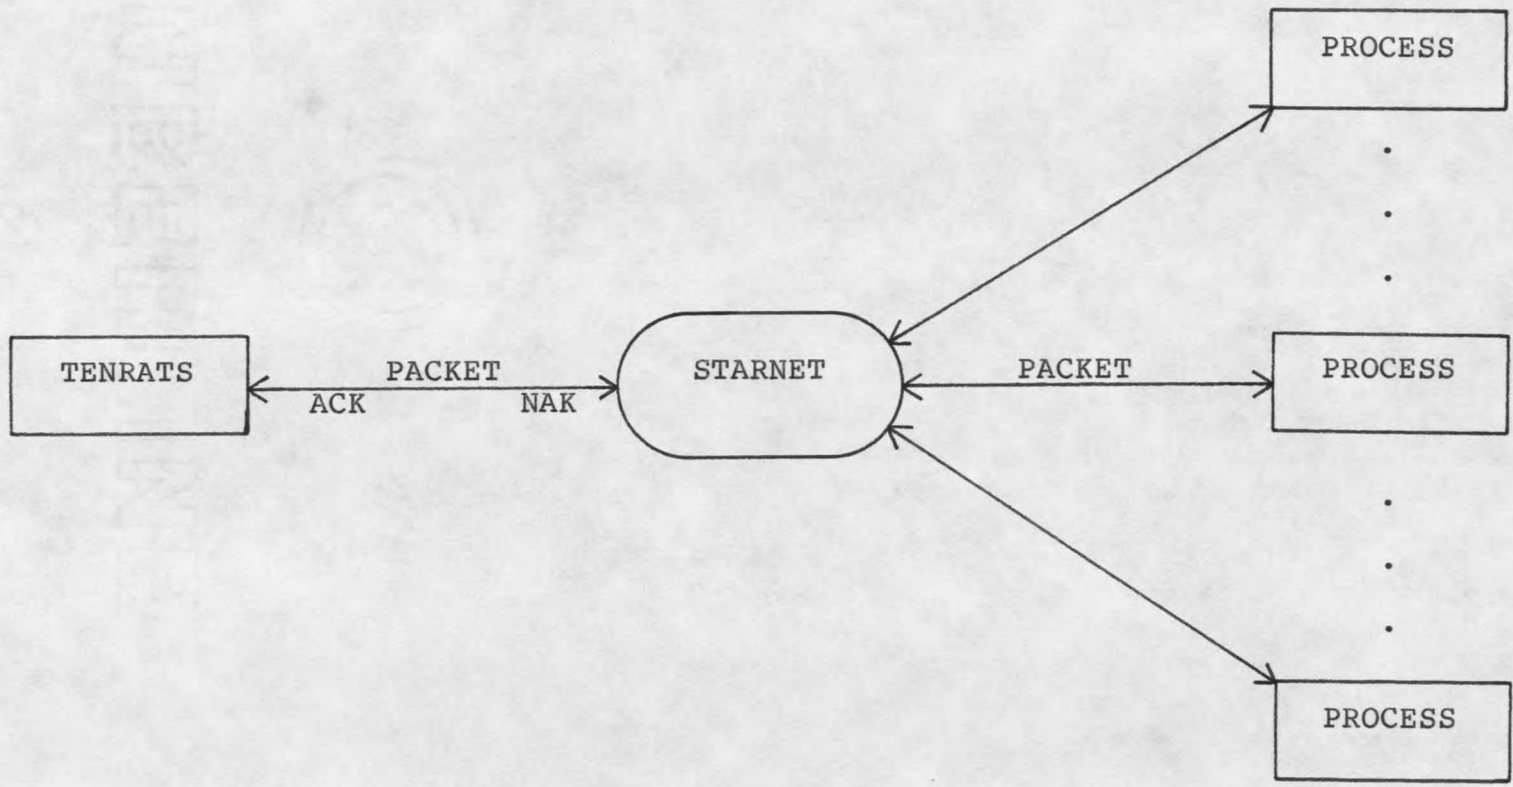 PROCESS
TENRATS
PACKET
ACK
NAK
STARNET
PACKET
PROCESS
PROCESS